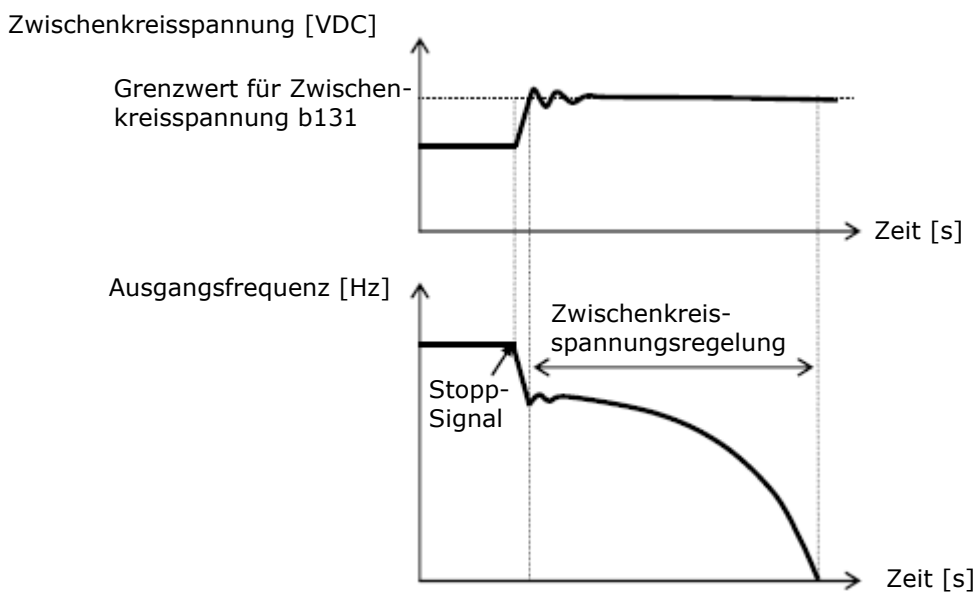 Zwischenkreisspannung [VDC]
Grenzwert für Zwischen-
kreisspannung b131
Zeit [s]
Ausgangsfrequenz [Hz]
Zwischenkreis-
spannungsregelung
Stopp-
Signal
Zeit [s]